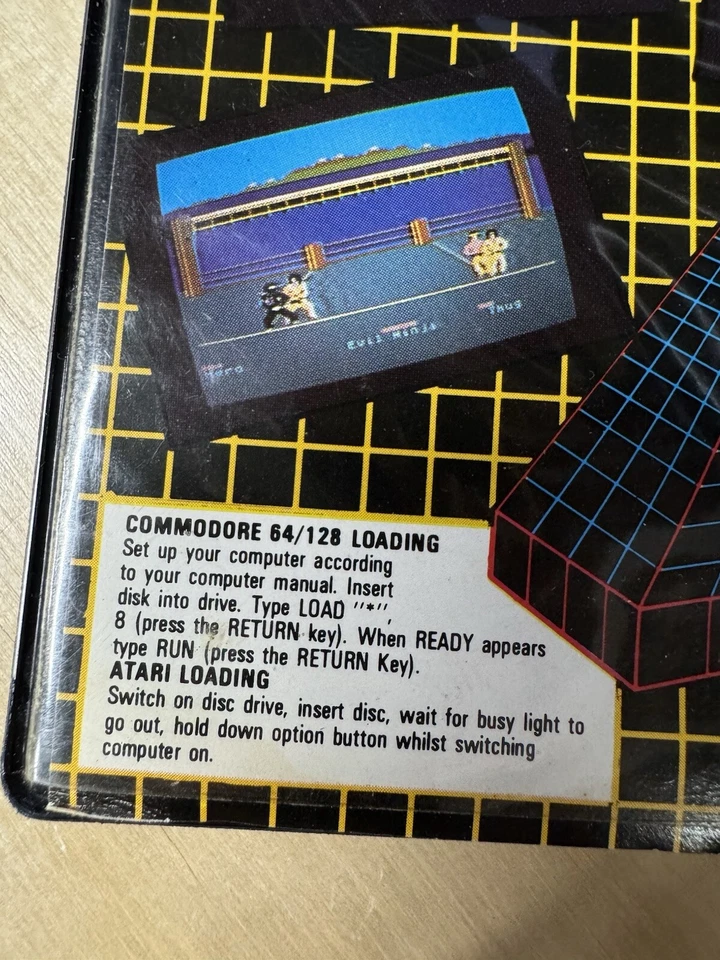 Hero
EVIL NINJA
THUG
COMMODORE 64/128 LOADING
Set up your computer according
to your computer manual. Insert
disk into drive. Type LOAD "*",
8 (press the RETURN key). When READY appears
type RUN (press the RETURN Key).
ATARI LOADING
Switch on disc drive, insert disc, wait for busy light to
go out, hold down option button whilst switching
computer on.